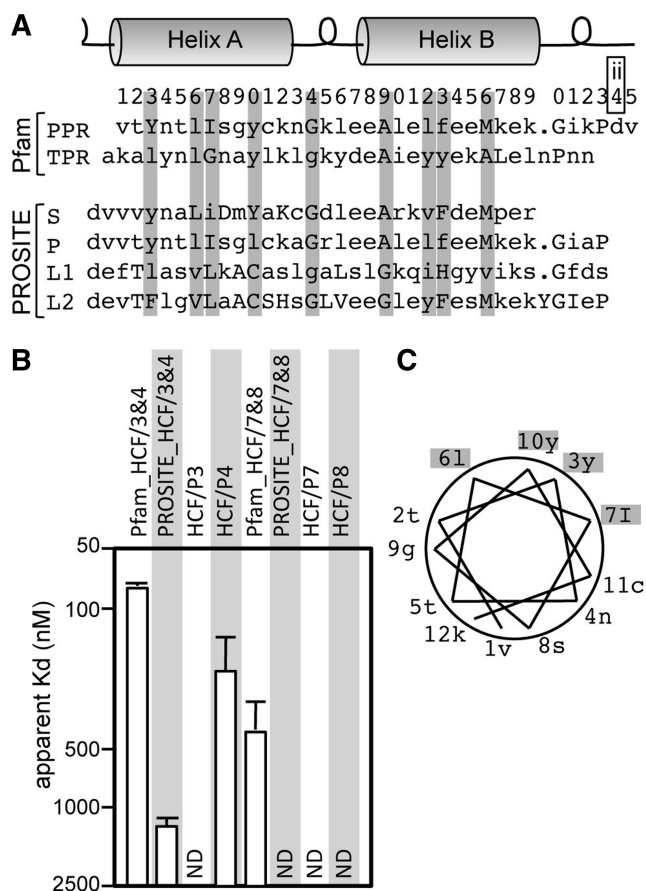 A
Helix A Helix B
ii
1234567890123456789012345678 9 012345
Pfam
PPR vtYntlIsgycknGkleeAlelfeeMkek.GikPdv
TPR akalynlGnaylklgkydeAieyyekALelnPnn
PROSITE
S dvvvynaLiDmYaKcGdleeArkvFdeMper
P dvvtyntlIsglckaGrleeAlelfeeMkek.GiaP
L1 defTlasvLkACaslgaLslGkqiHgyviks.Gfds
L2 devTFlgVLaACSHsGLVeeGleyFesMkekYGIeP
B
C
Pfam_HCF/3&4
PROSITE_HCF/3&4
HCF/P3
HCF/P4
Pfam_HCF/7&8
PROSITE_HCF/7&8
HCF/P7
HCF/P8
apparent Kd (nM)
50
100
500
1000
2500
ND
ND
ND
ND
10y
6l
3y
2t
7I
9g
11c
5t
4n
12k
1v
8s